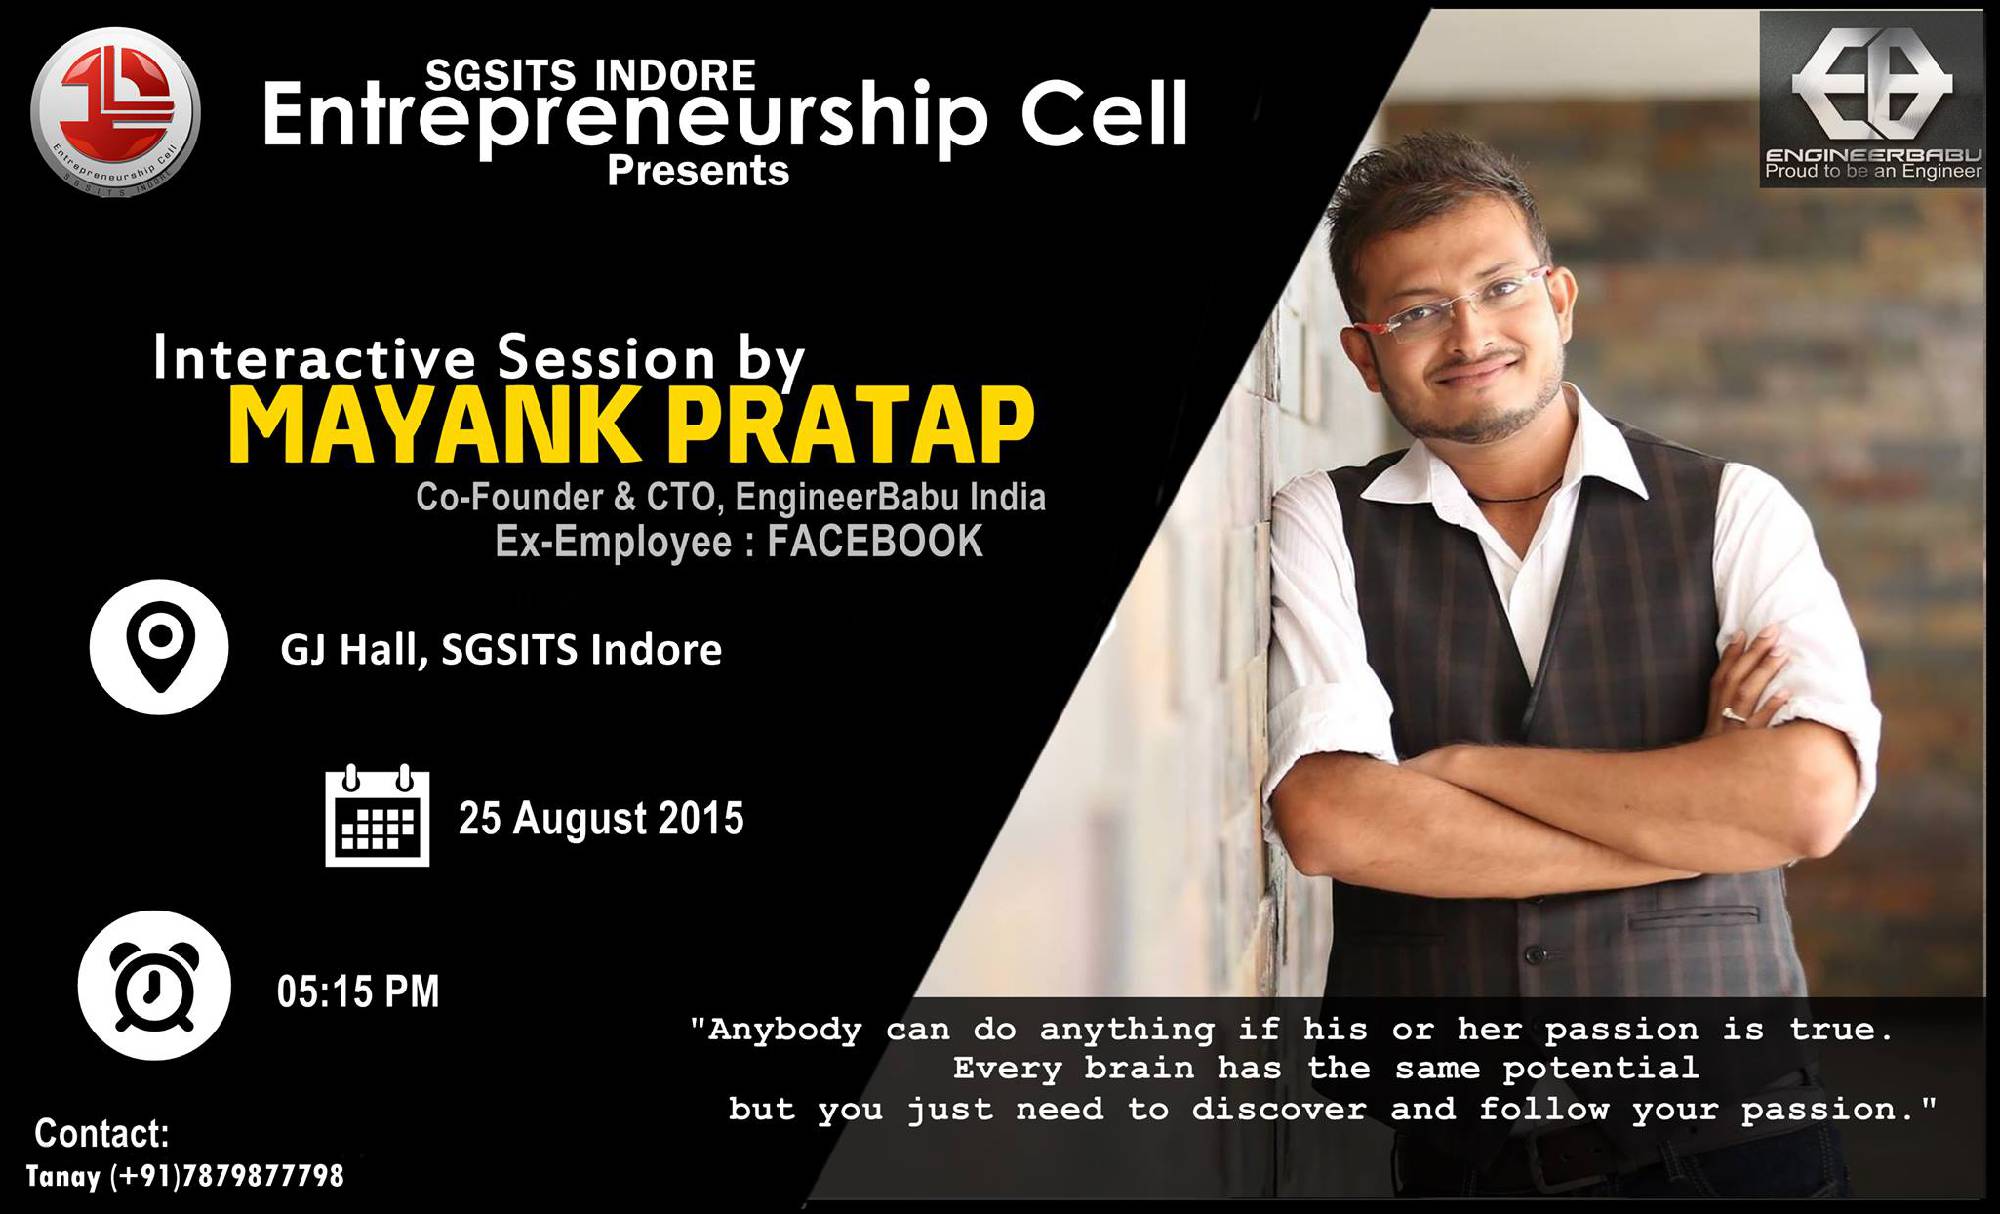 SGSITS INDORE
Entrepreneurship Cell
Presents
Entrepreneurship Cell
S.G.S.I.T.S INDORE
ENGINEERBABU
Proud to be an Engineer
Interactive Session by
MAYANK PRATAP
Co-Founder & CTO, EngineerBabu India
Ex-Employee : FACEBOOK
GJ Hall, SGSITS Indore
25 August 2015
05:15 PM
"Anybody can do anything if his or her passion is true.
Every brain has the same potential
but you just need to discover and follow your passion."
Contact:
Tanay (+91)7879877798